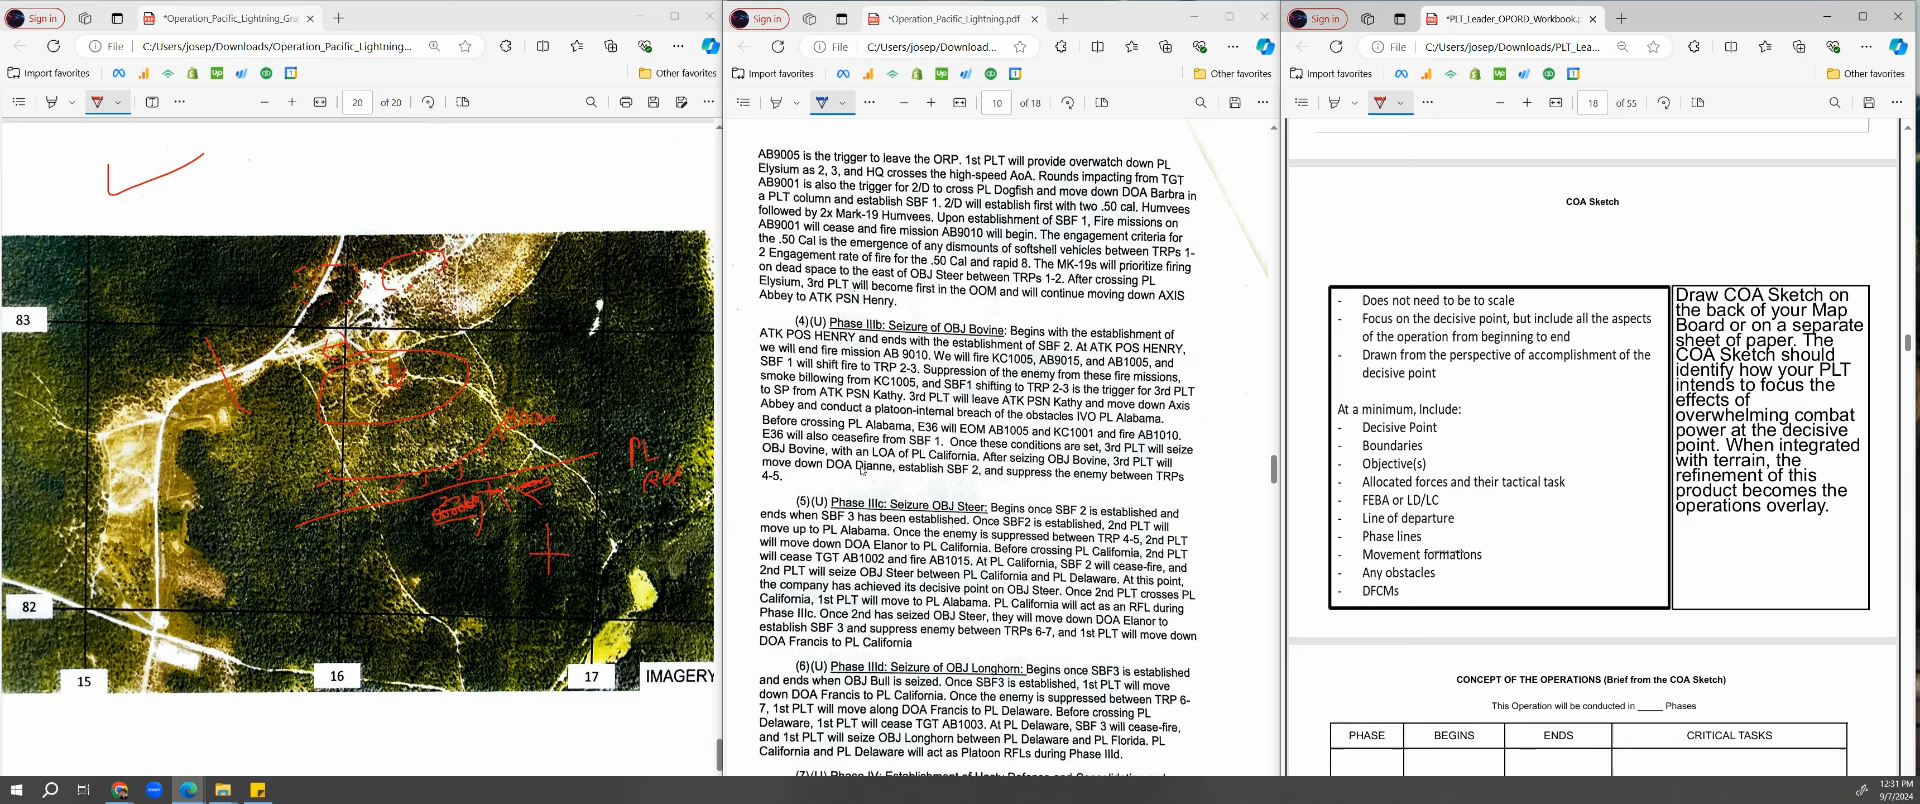 Sign in
*Operation_Pacific_Lightning_Gra
File
C:/Users/josep/Downloads/Operation_Pacific_Lightning...
Import favorites
Other favorites
20
of 20
83
800m
PL
82
15
16
17
IMAGERY
Sign in
*Operation_Pacific_Lightning.pdf
File
C:/Users/josep/Download...
Import favorites
Other favorites
10
of 18
AB9005 is the trigger to leave the ORP. 1st PLT will provide overwatch down PL
Elysium as 2, 3, and HQ crosses the high-speed AoA. Rounds impacting from TGT
AB9001 is also the trigger for 2/D to cross PL Dogfish and move down DOA Barbra in
a PLT column and establish SBF 1. 2/D will establish first with two .50 cal. Humvees
followed by 2x Mark-19 Humvees. Upon establishment of SBF 1, Fire missions on
AB9001 will cease and fire mission AB9010 will begin. The engagement criteria for
the .50 Cal is the emergence of any dismounts of softshell vehicles between TRPs 1-
2 Engagement rate of fire for the .50 Cal and rapid 8. The MK-19s will prioritize firing
on dead space to the east of OBJ Steer between TRPs 1-2. After crossing PL
Elysium, 3rd PLT will become first in the OOM and will continue moving down AXIS
Abbey to ATK PSN Henry.
(4)(U) Phase IIIb: Seizure of OBJ Bovine: Begins with the establishment of
ATK POS HENRY and ends with the establishment of SBF 2. At ATK POS HENRY,
we will end fire mission AB 9010. We will fire KC1005, AB9015, and AB1005, and
SBF 1 will shift fire to TRP 2-3. Suppression of the enemy from these fire missions,
smoke billowing from KC1005, and SBF1 shifting to TRP 2-3 is the trigger for 3rd PLT
to SP from ATK PSN Kathy. 3rd PLT will leave ATK PSN Kathy and move down Axis
Abbey and conduct a platoon-internal breach of the obstacles IVO PL Alabama.
Before crossing PL Alabama, E36 will EOM AB1005 and KC1001 and fire AB1010.
E36 will also ceasefire from SBF 1. Once these conditions are set, 3rd PLT will seize
OBJ Bovine, with an LOA of PL California. After seizing OBJ Bovine, 3rd PLT will
move down DOA Dianne, establish SBF 2, and suppress the enemy between TRPs
4-5.
(5)(U) Phase IIIc: Seizure OBJ Steer: Begins once SBF 2 is established and
ends when SBF 3 has been established. Once SBF2 is established, 2nd PLT will
move up to PL Alabama. Once the enemy is suppressed between TRP 4-5, 2nd PLT
will move down DOA Elanor to PL California. Before crossing PL California, 2nd PLT
will cease TGT AB1002 and fire AB1015. At PL California, SBF 2 will cease-fire, and
2nd PLT will seize OBJ Steer between PL California and PL Delaware. At this point,
the company has achieved its decisive point on OBJ Steer. Once 2nd PLT crosses PL
California, 1st PLT will move to PL Alabama. PL California will act as an RFL during
Phase IIIc. Once 2nd has seized OBJ Steer, they will move down DOA Elanor to
establish SBF 3 and suppress enemy between TRPs 6-7, and 1st PLT will move down
DOA Francis to PL California
(6)(U) Phase IIId: Seizure of OBJ Longhorn: Begins once SBF3 is established
and ends when OBJ Bull is seized. Once SBF3 is established, 1st PLT will move
down DOA Francis to PL California. Once the enemy is suppressed between TRP 6-
7, 1st PLT will move along DOA Francis to PL Delaware. Before crossing PL
Delaware, 1st PLT will cease TGT AB1003. At PL Delaware, SBF 3 will cease-fire,
and 1st PLT will seize OBJ Longhorn between PL Delaware and PL Florida. PL
California and PL Delaware will act as Platoon RFLs during Phase IIId.
Sign in
*PLT_Leader_OPORD_Workbook.p
File
C:/Users/josep/Downloads/PLT_Lea...
Import favorites
Other favorites
18
of 55
COA Sketch
- Does not need to be to scale
- Focus on the decisive point, but include all the aspects
of the operation from beginning to end
- Drawn from the perspective of accomplishment of the
decisive point
At a minimum, Include:
- Decisive Point
- Boundaries
- Objective(s)
- Allocated forces and their tactical task
- FEBA or LD/LC
- Line of departure
- Phase lines
- Movement formations
- Any obstacles
- DFCMs
Draw COA Sketch on
the back of your Map
Board or on a separate
sheet of paper. The
COA Sketch should
identify how your PLT
intends to focus the
effects of
overwhelming combat
power at the decisive
point. When integrated
with terrain, the
refinement of this
product becomes the
operations overlay.
CONCEPT OF THE OPERATIONS (Brief from the COA Sketch)
This Operation will be conducted in _____ Phases
PHASE
BEGINS
ENDS
CRITICAL TASKS
12:31 PM
9/7/2024